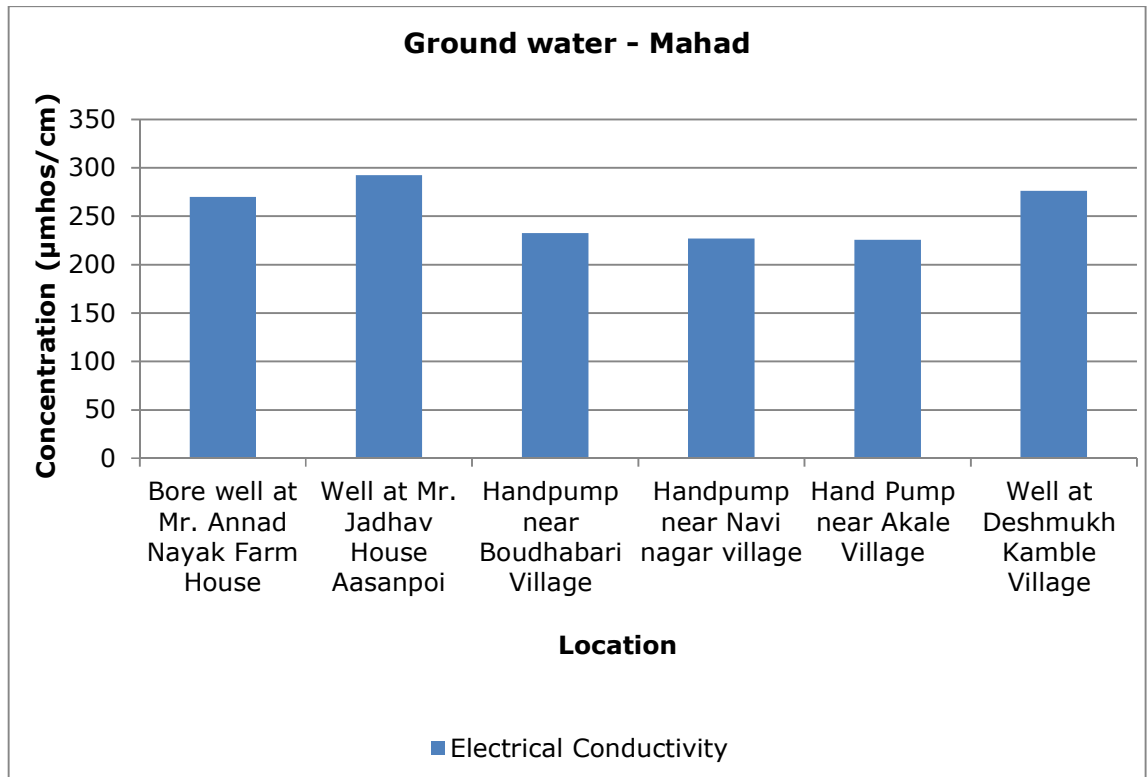 Ground water - Mahad
Concentration (µmhos/cm)
350
300
250
200
150
100
50
0
Bore well at
Mr. Annad
Nayak Farm
House
Well at Mr.
Jadhav
House
Aasanpoi
Handpump
near
Boudhabari
Village
Handpump
near Navi
nagar village
Hand Pump
near Akale
Village
Well at
Deshmukh
Kamble
Village
Location
Electrical Conductivity